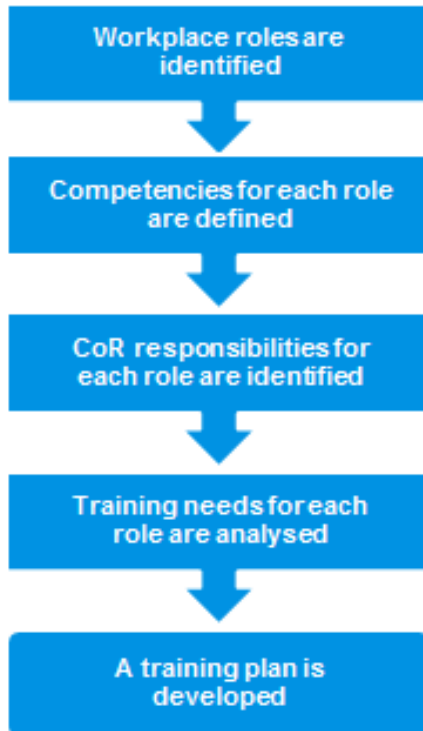 Workplace roles are
identified
Competencies for each role
are defined
CoR responsibilities for
each role are identified
Training needs for each
role are analysed
A training plan is
developed